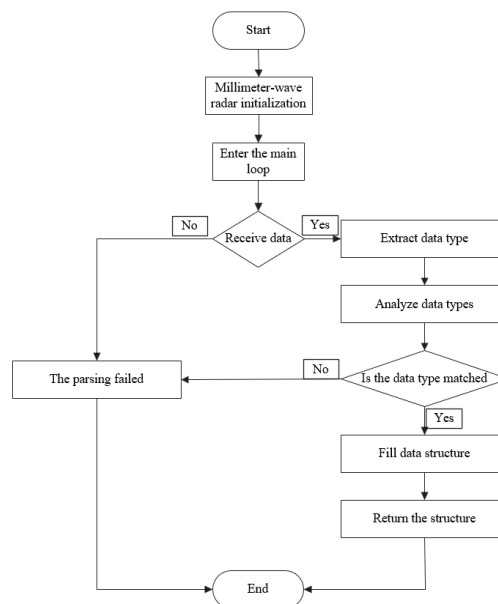 Start
Millimeter-wave
radar initialization
Enter the main
loop
No
Receive data
Yes
Extract data type
Analyze data types
The parsing failed
No
Is the data type matched
Yes
Fill data structure
Return the structure
End